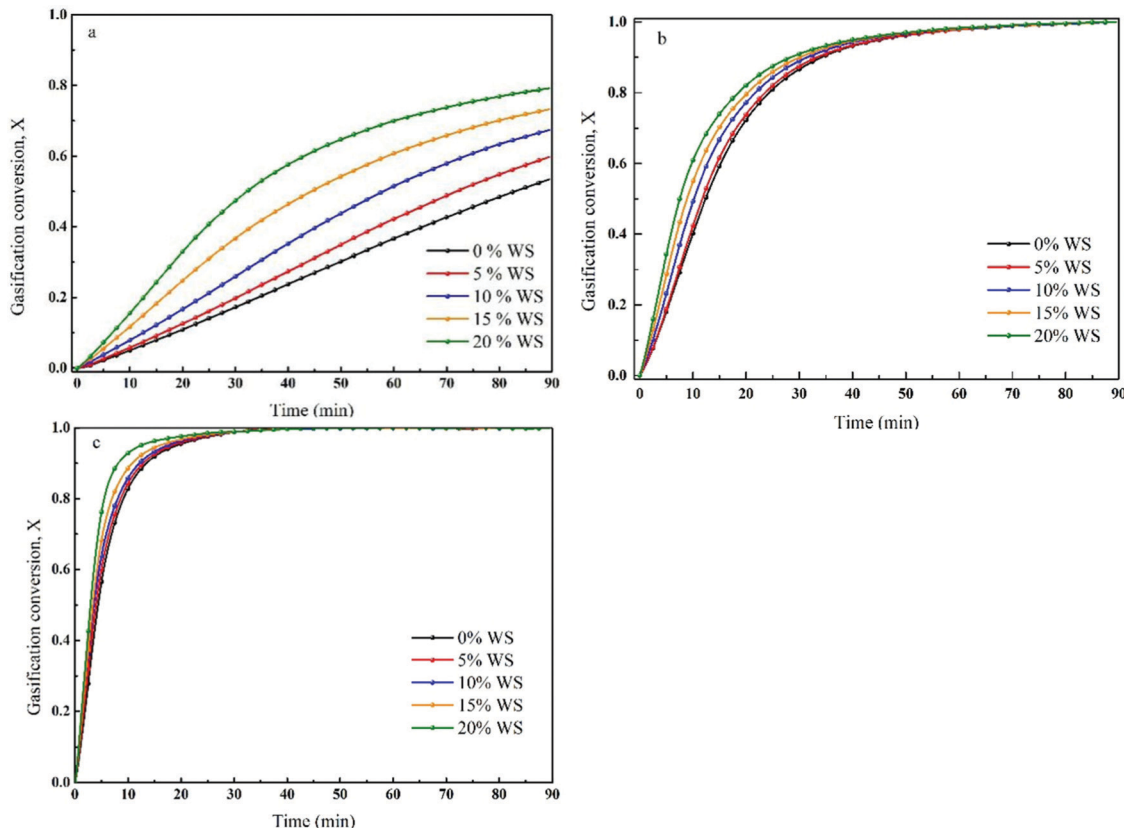 a
Gasification conversion, X
1.0
0.8
0.6
0.4
0.2
0.0
0 % WS
5 % WS
10 % WS
15 % WS
20 % WS
0 10 20 30 40 50 60 70 80 90
Time (min)
b
Gasification conversion, X
1.0
0.8
0.6
0.4
0.2
0.0
0% WS
5% WS
10% WS
15% WS
20% WS
0 10 20 30 40 50 60 70 80 90
Time (min)
c
Gasification conversion, X
1.0
0.8
0.6
0.4
0.2
0.0
0% WS
5% WS
10% WS
15% WS
20% WS
0 10 20 30 40 50 60 70 80 90
Time (min)